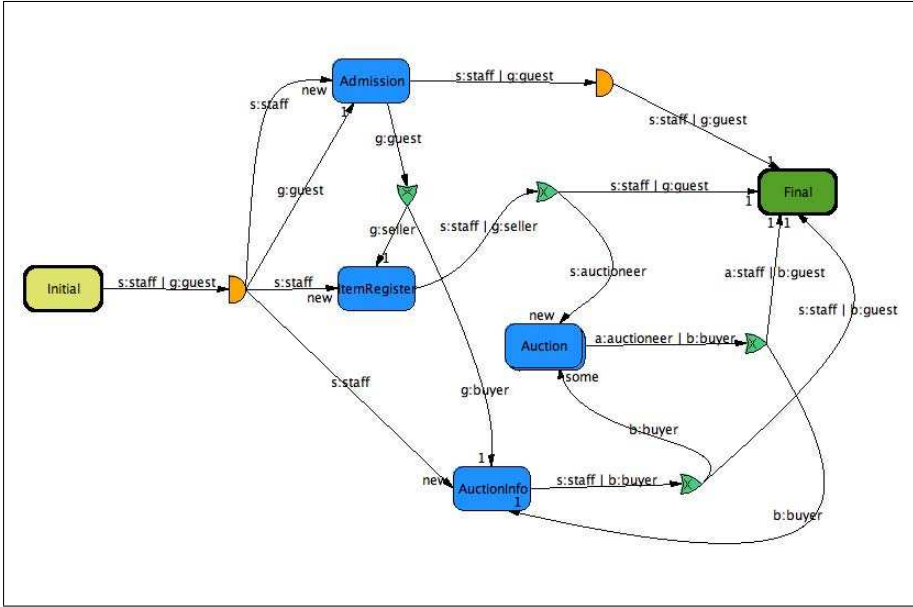 Admission
s:staff | g:guest
new
s:staff
1
g:guest
s:staff | g:guest
1
g:guest
Final
s:staff | g:guest
1
g:seller
s:staff | g:seller
1 1
1
s:auctioneer
a:staff | b:guest
Initial
s:staff | g:guest
s:staff
new
ItemRegister
s:staff | b:guest
new
Auction
a:auctioneer | b:buyer
some
s:staff
g:buyer
b:buyer
1
new
AuctionInfo
1
s:staff | b:buyer
b:buyer